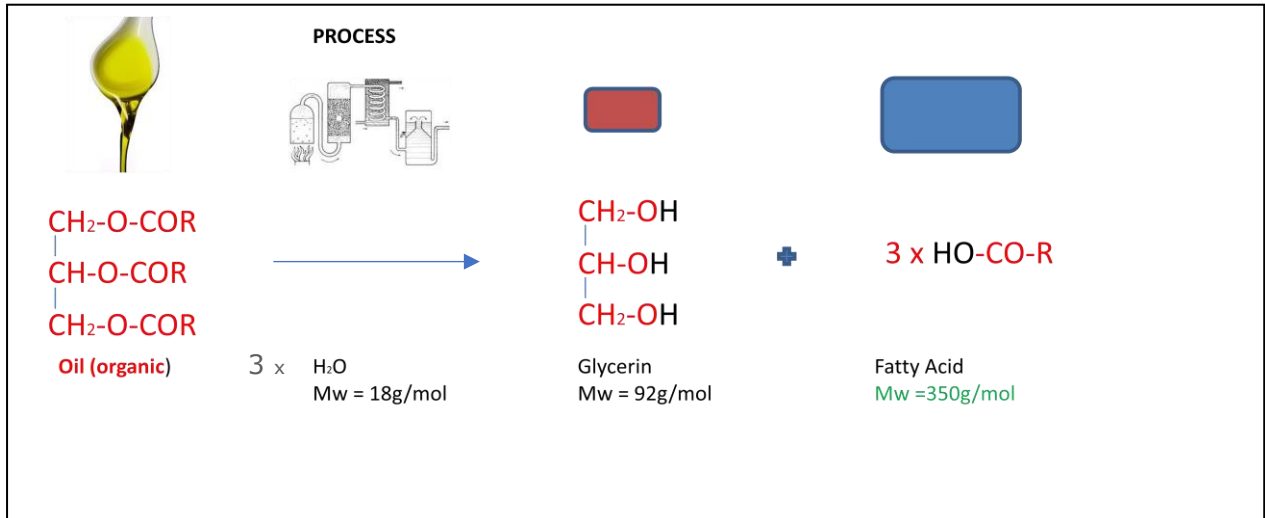 PROCESS
CH₂-O-COR
CH-O-COR
CH₂-O-COR
Oil (organic)
3 x H₂O
Mw = 18g/mol
CH₂-OH
CH-OH
CH₂-OH
Glycerin
Mw = 92g/mol
3 x HO-CO-R
Fatty Acid
Mw =350g/mol